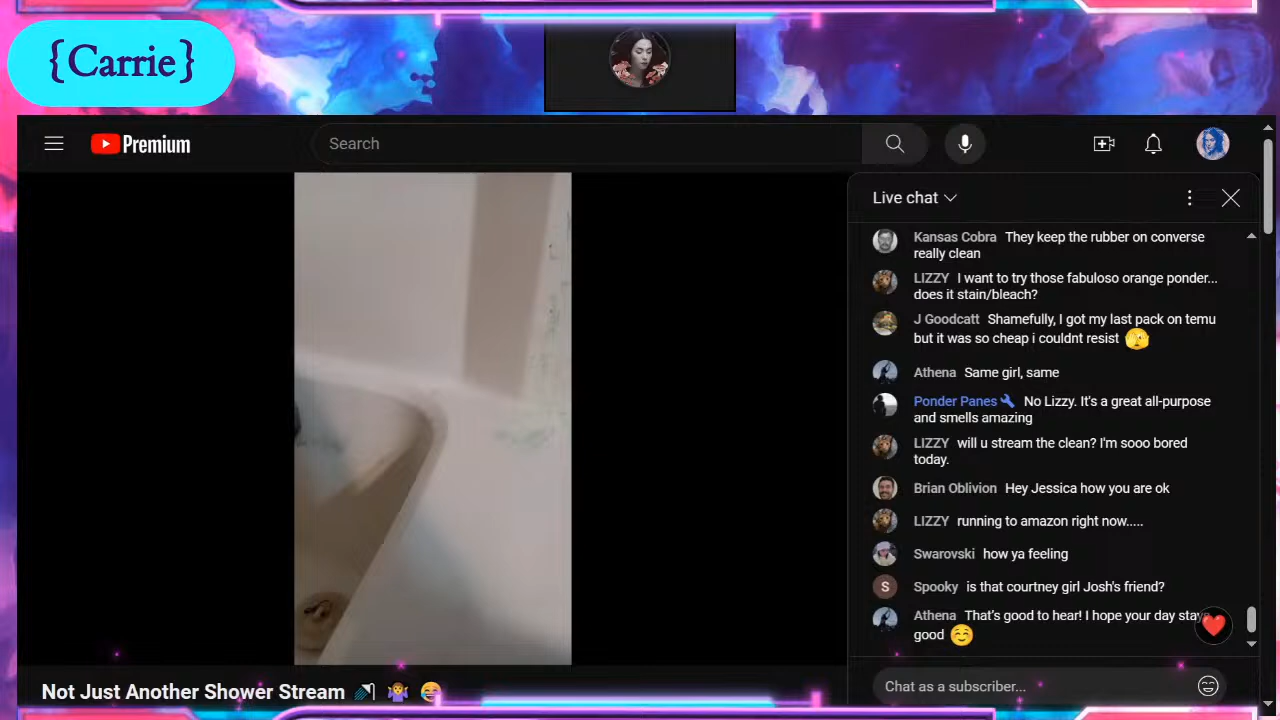 {Carrie}
Premium
Search
Live chat
Kansas Cobra They keep the rubber on converse
really clean
LIZZY I want to try those fabuloso orange ponder...
does it stain/bleach?
J Goodcatt Shamefully, I got my last pack on temu
but it was so cheap i couldnt resist
Athena Same girl, same
Ponder Panes No Lizzy. It's a great all-purpose
and smells amazing
LIZZY will u stream the clean? I'm sooo bored
today.
Brian Oblivion Hey Jessica how you are ok
LIZZY running to amazon right now.....
Swarovski how ya feeling
S
Spooky is that courtney girl Josh's friend?
Athena That's good to hear! I hope your day stays
good
Chat as a subscriber...
Not Just Another Shower Stream